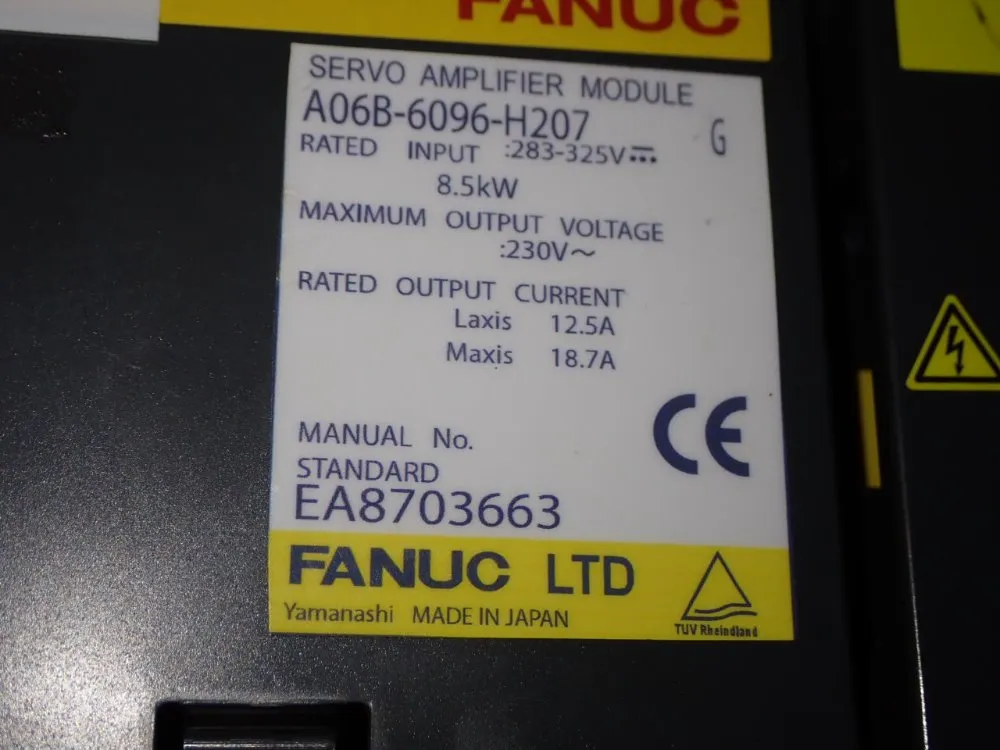 FANUC
SERVO AMPLIFIER MODULE
A06B-6096-H207 G
RATED INPUT :283-325V⎓
8.5kW
MAXIMUM OUTPUT VOLTAGE
:230V～
RATED OUTPUT CURRENT
Laxis 12.5A
Maxis 18.7A
MANUAL No.
STANDARD
EA8703663
CE
FANUC LTD
Yamanashi MADE IN JAPAN
TUV Rheindland